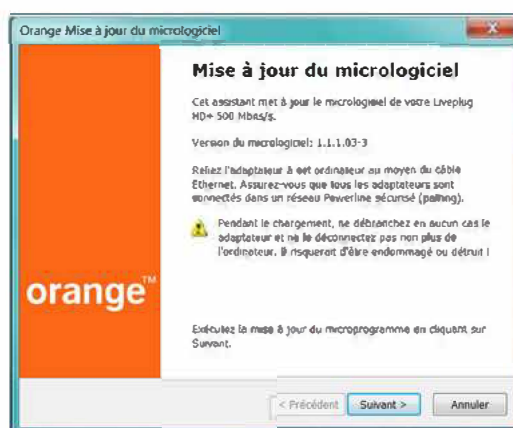 Orange Mise à jour du micrologiciel
Mise à jour du micrologiciel
Cet assistant met à jour le micrologiciel de votre Liveplug
HD+ 500 Mbits/s.
Version du micrologiciel: 1.1.1.03-3
Reliez l'adaptateur à cet ordinateur au moyen du câble
Ethernet. Assurez-vous que tous les adaptateurs sont
connectés dans un réseau Powerline sécurisé (pairing).
Pendant le chargement, ne débranchez en aucun cas le
adaptateur et ne le déconnectez pas non plus de
l'ordinateur. Il risquerait d'être endommagé ou détruit !
orange™
Exécutez la mise à jour du microprogramme en cliquant sur
Suivant.
< Précédent Suivant > Annuler